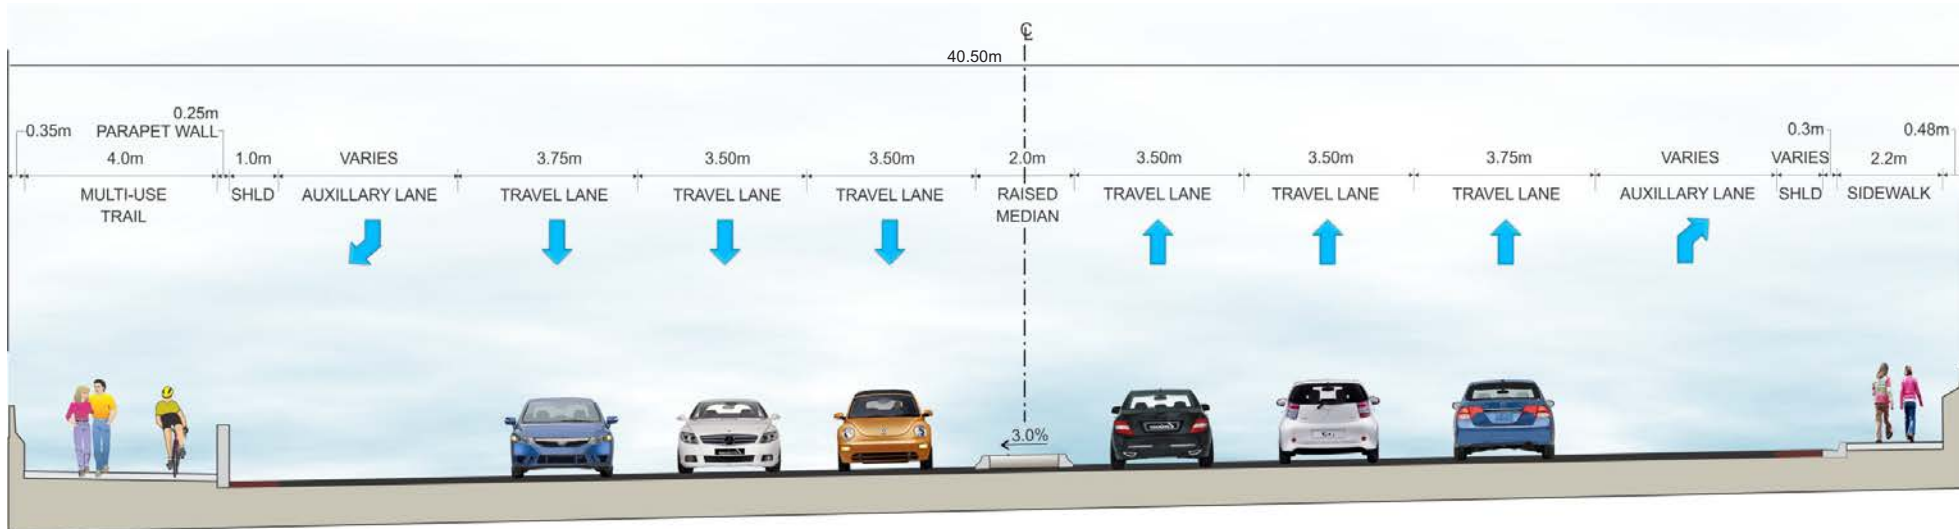 ℄
40.50m
0.25m
0.35m PARAPET WALL 0.3m 0.48m
4.0m 1.0m VARIES 3.75m 3.50m 3.50m 2.0m 3.50m 3.50m 3.75m VARIES VARIES 2.2m
MULTI-USE SHLD AUXILLARY LANE TRAVEL LANE TRAVEL LANE TRAVEL LANE RAISED TRAVEL LANE TRAVEL LANE TRAVEL LANE AUXILLARY LANE SHLD SIDEWALK
TRAIL MEDIAN
3.0%